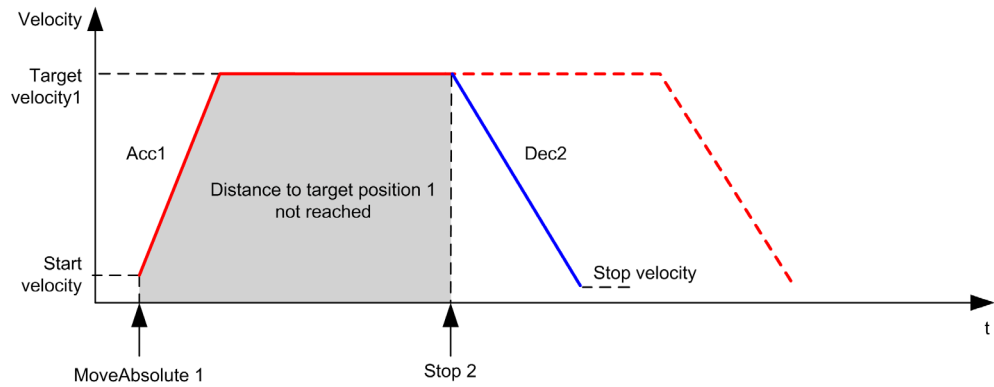 Velocity
Target
velocity1
Acc1
Dec2
Distance to target position 1
not reached
Start
velocity
Stop velocity
t
MoveAbsolute 1
Stop 2